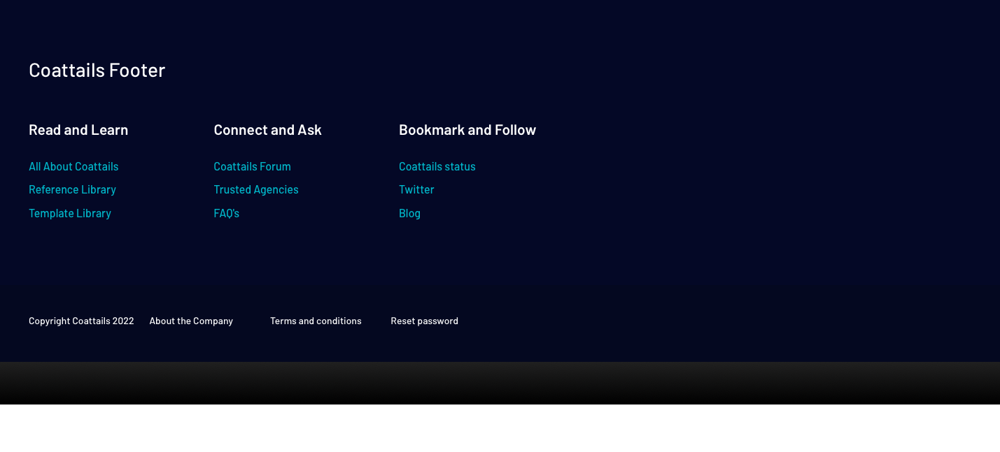 Coattails Footer
Read and Learn
All About Coattails
Reference Library
Template Library
Connect and Ask
Coattails Forum
Trusted Agencies
FAQ's
Bookmark and Follow
Coattails status
Twitter
Blog
Copyright Coattails 2022 About the Company Terms and conditions Reset password